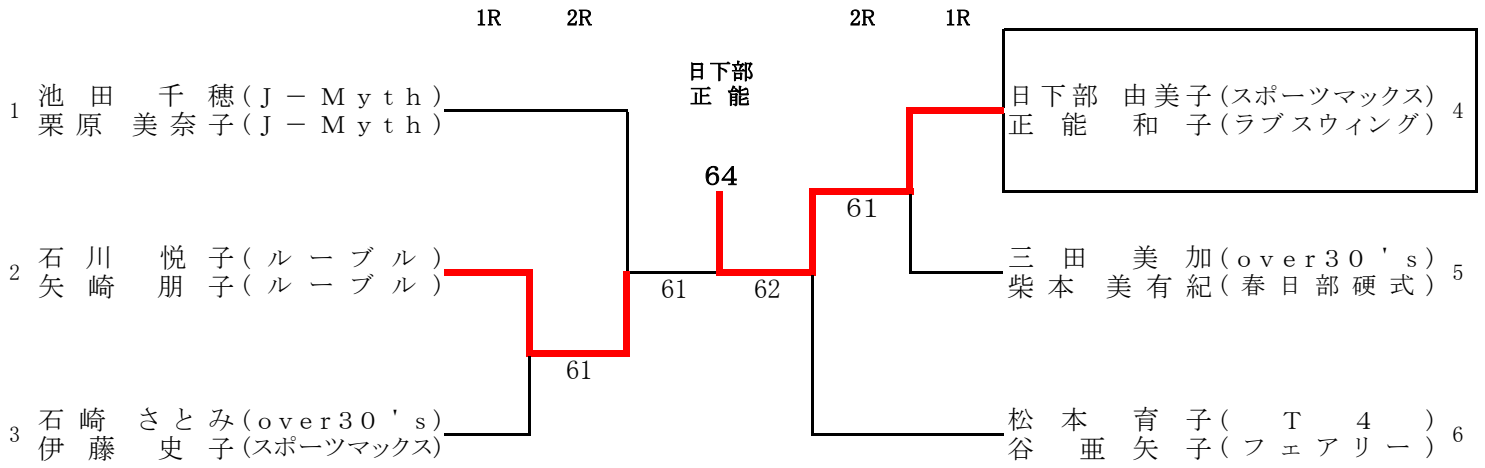 1R 2R 2R 1R
日下部
正 能
1 池 田 千 穂(J－Myth)
栗原 美奈子(J－Myth)
64
2 石 川 悦 子(ルーブル)
矢 崎 朋 子(ルーブル)
61
3 石 崎 さとみ(over30's)
伊 藤 史 子(スポーツマックス)
61 62
61
日下部 由美子(スポーツマックス) 4
正 能 和 子(ラブスウィング)
三 田 美 加(over30's) 5
柴 本 美有紀(春日部硬式)
松 本 育 子(T4) 6
谷 亜矢子(フェアリー)